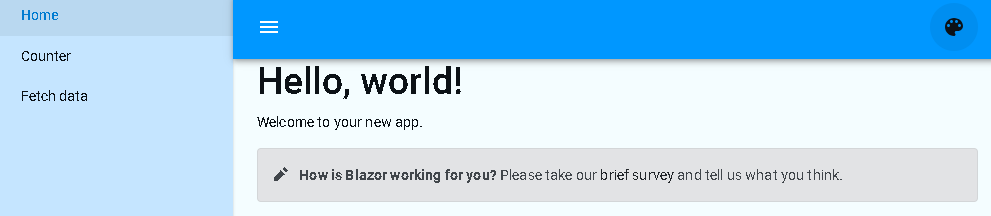 Home
Counter
Fetch data
Hello, world!
Welcome to your new app.
How is Blazor working for you? Please take our brief survey and tell us what you think.